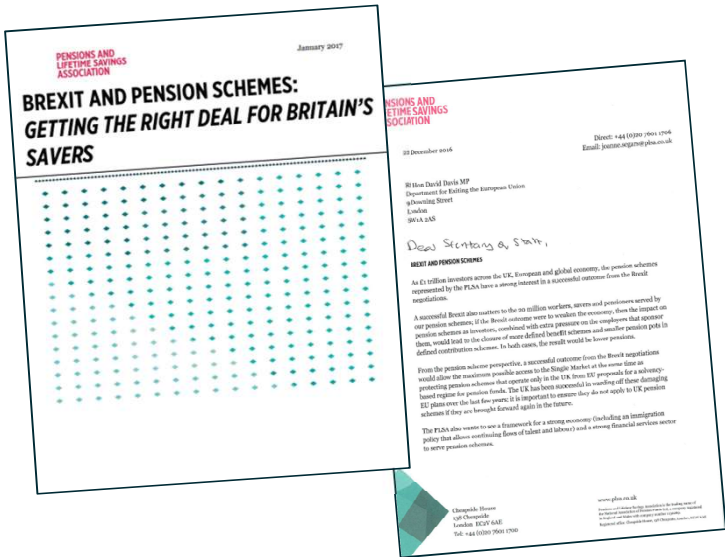 January 2017
PENSIONS AND
LIFETIME SAVINGS
ASSOCIATION
BREXIT AND PENSION SCHEMES:
GETTING THE RIGHT DEAL FOR BRITAIN'S
SAVERS
NSIONS AND
ETIME SAVINGS
SOCIATION
22 December 2016
Direct: +44 (0)20 7601 1706
Email: joanne.segars@plsa.co.uk
Rt Hon David Davis MP
Department for Exiting the European Union
9 Downing Street
London
SW1A 2AS
Dear Secretary of State,
BREXIT AND PENSION SCHEMES
As £1 trillion investors across the UK, European and global economy, the pension schemes
represented by the PLSA have a strong interest in a successful outcome from the Brexit
negotiations.
A successful Brexit also matters to the 20 million workers, savers and pensioners served by
our pension schemes; if the Brexit outcome were to weaken the economy, then the impact on
pension schemes as investors, combined with extra pressure on the employers that sponsor
them, would lead to the closure of more defined benefit schemes and smaller pension pots in
defined contribution schemes. In both cases, the result would be lower pensions.
From the pension scheme perspective, a successful outcome from the Brexit negotiations
would allow the maximum possible access to the Single Market at the same time as
protecting pension schemes that operate only in the UK from EU proposals for a solvency-
based regime for pension funds. The UK has been successful in warding off these damaging
EU plans over the last few years; it is important to ensure they do not apply to UK pension
schemes if they are brought forward again in the future.
The PLSA also wants to see a framework for a strong economy (including an immigration
policy that allows continuing flows of talent and labour) and a strong financial services sector
to serve pension schemes.
Cheapside House
138 Cheapside
London EC2V 6AE
Tel: +44 (0)20 7601 1700
www.plsa.co.uk